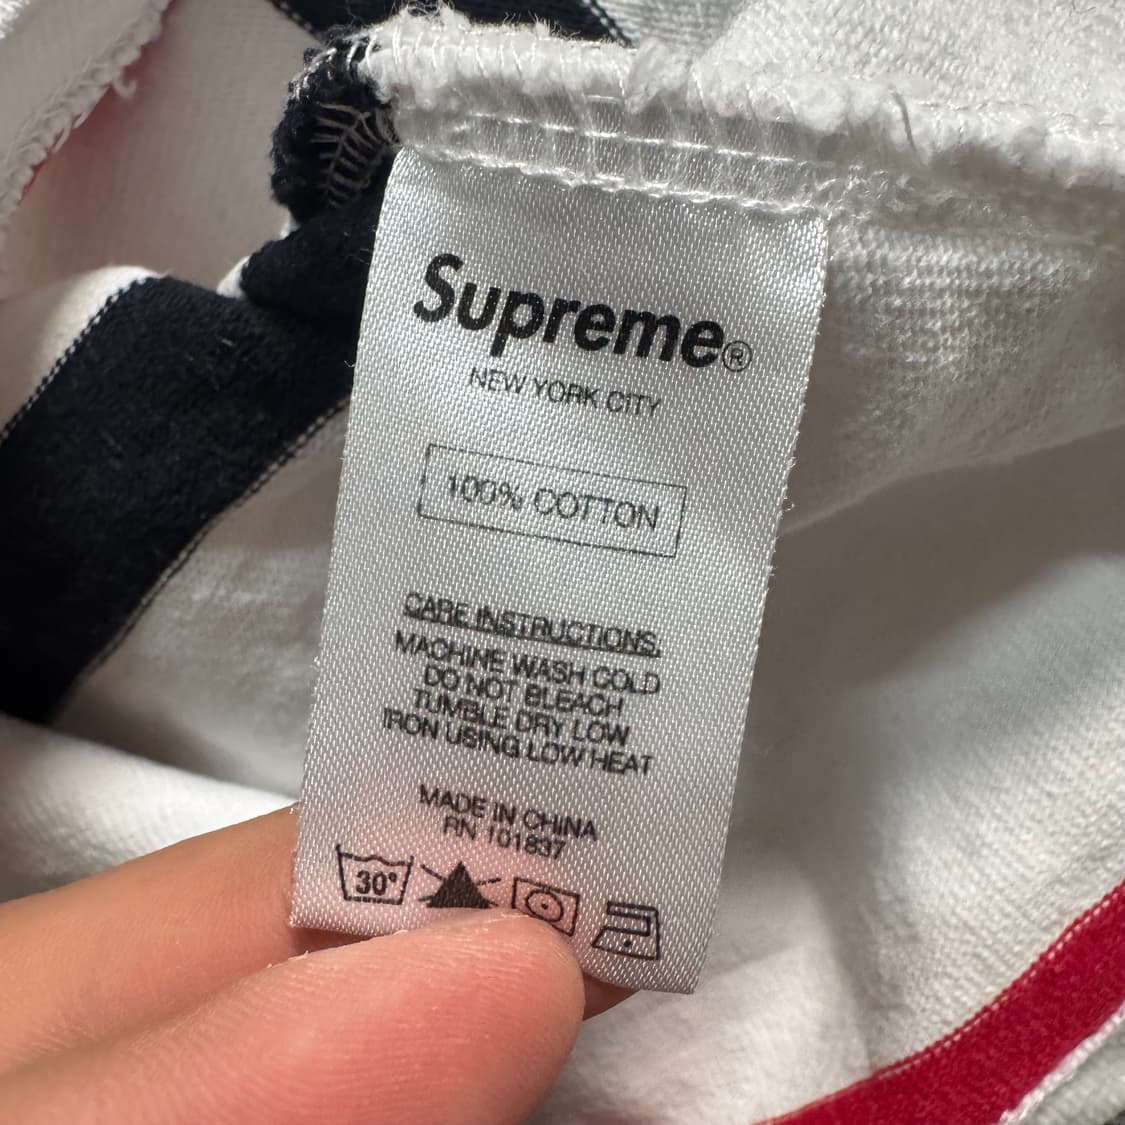 Supreme®
NEW YORK CITY
100% COTTON
CARE INSTRUCTIONS
MACHINE WASH COLD
DO NOT BLEACH
TUMBLE DRY LOW
IRON USING LOW HEAT
MADE IN CHINA
RN 101837
30°